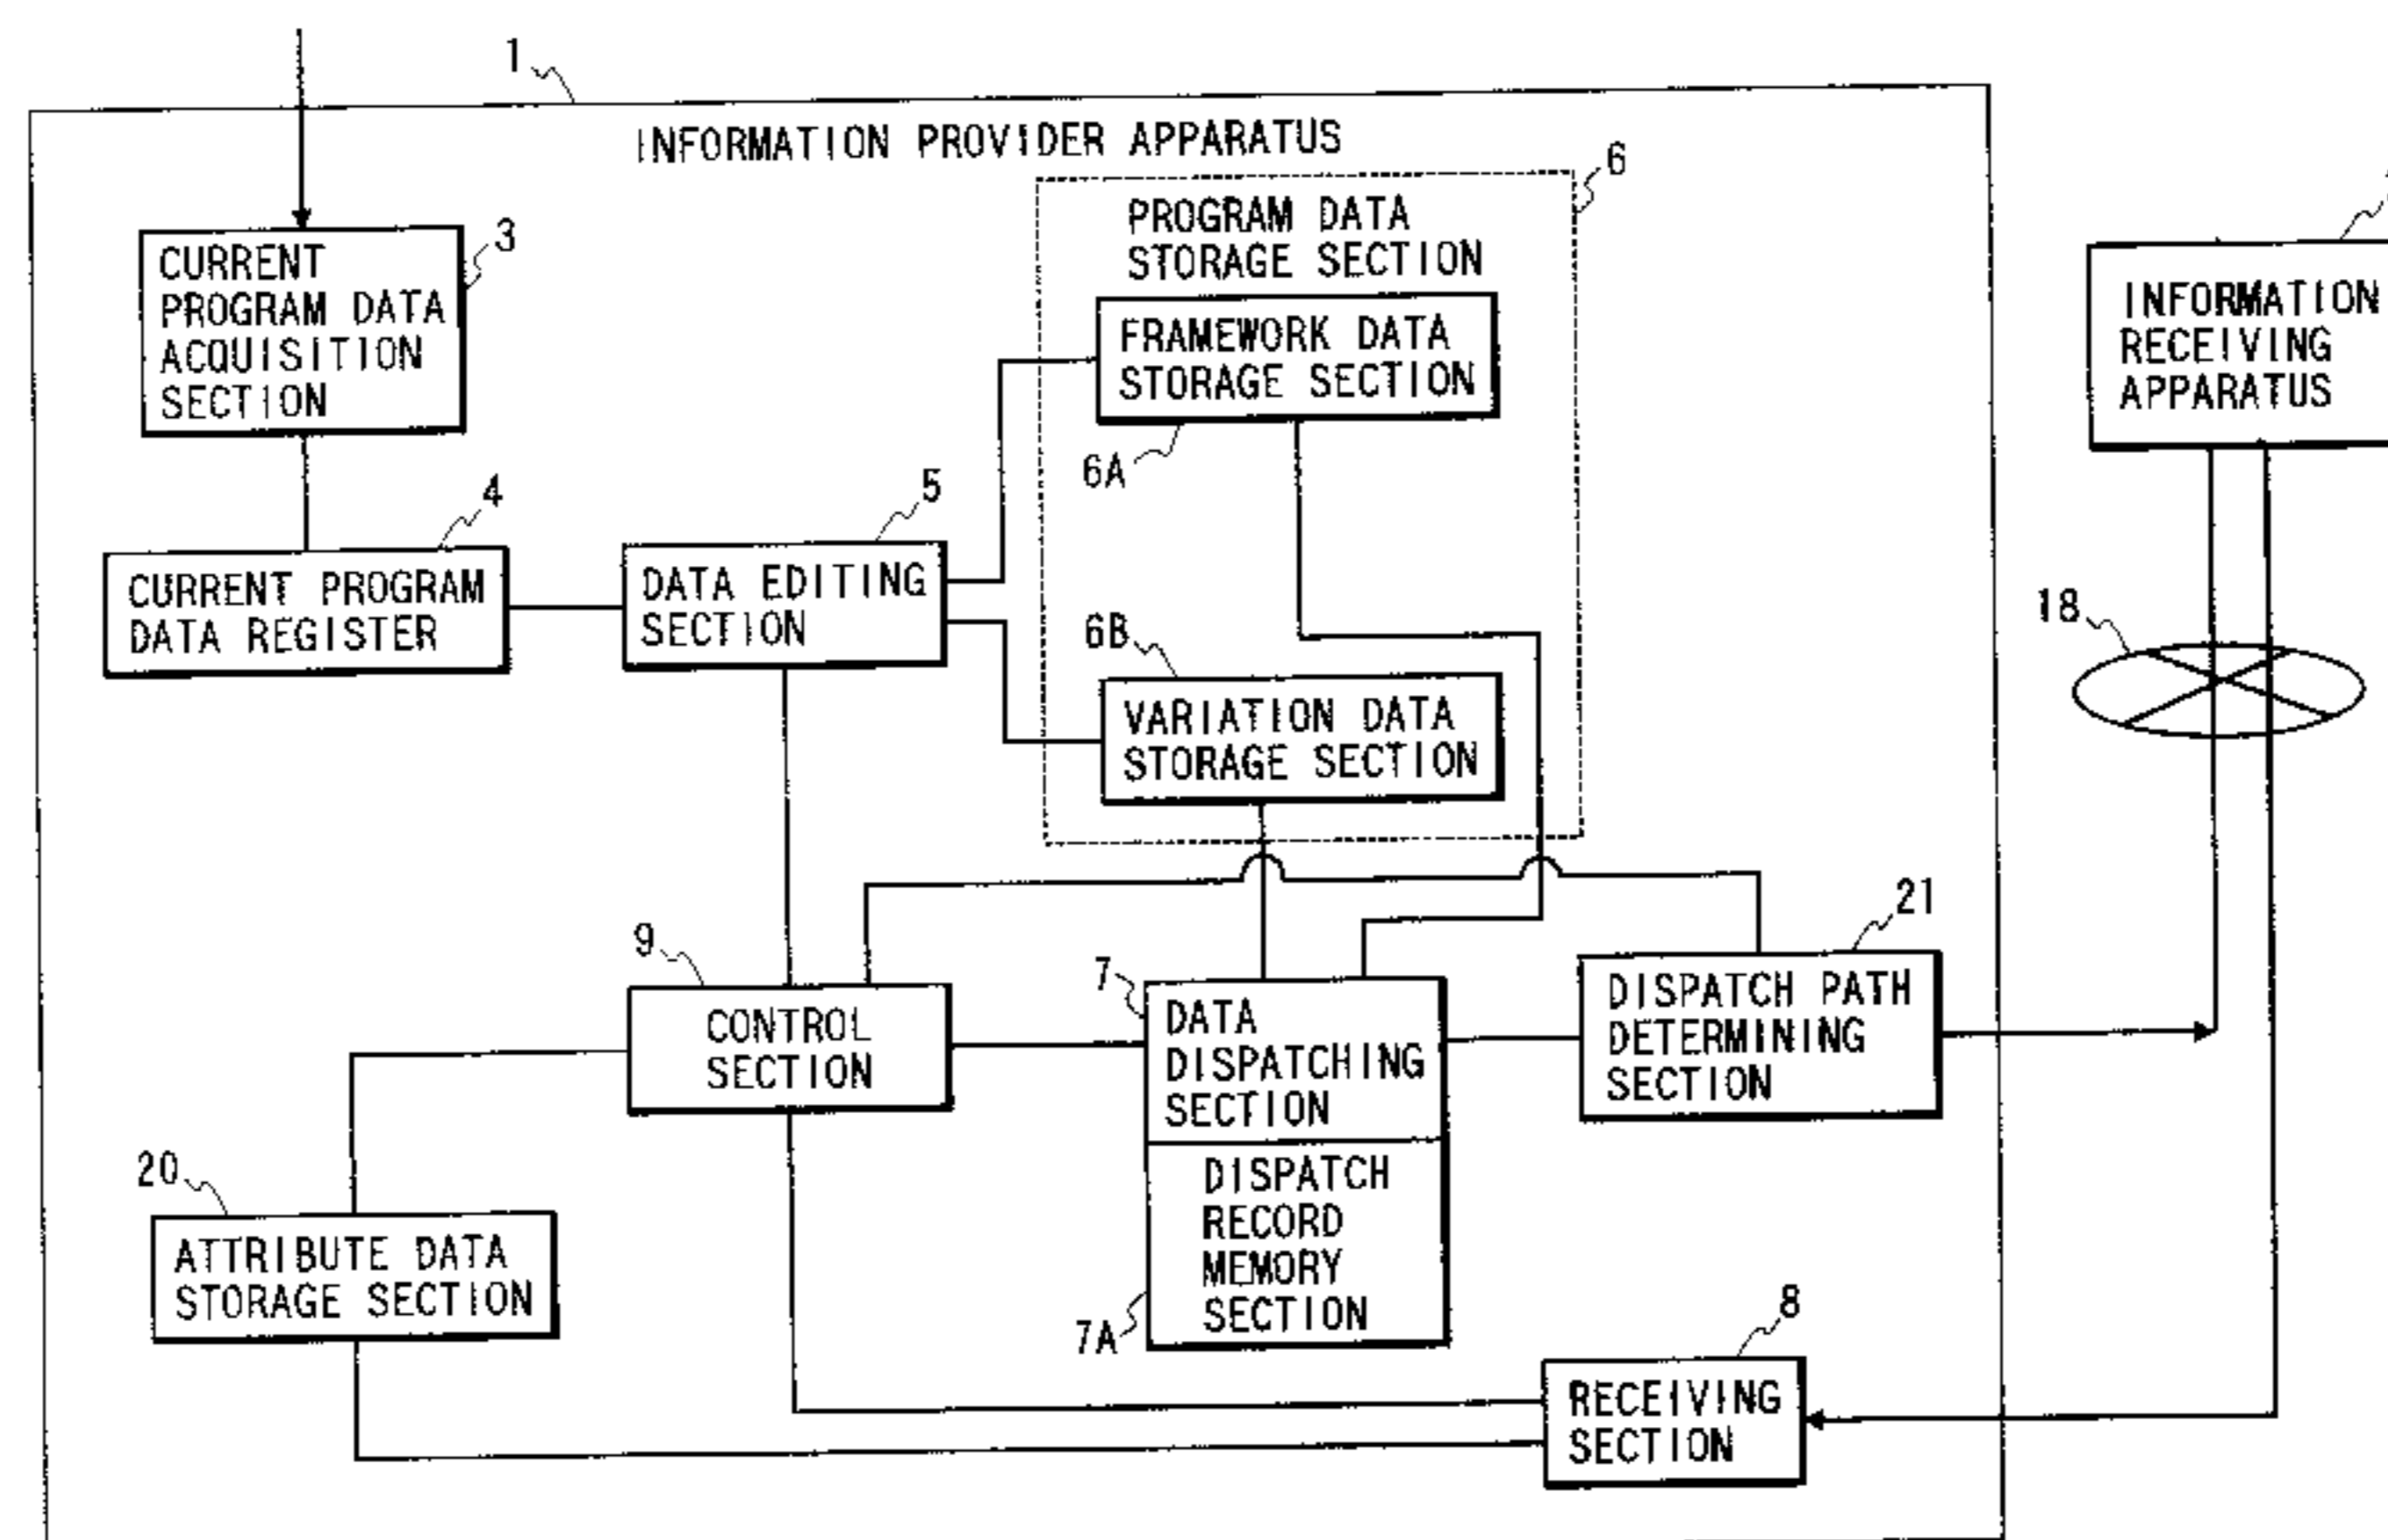 1
INFORMATION PROVIDER APPARATUS
6
3
CURRENT
PROGRAM DATA
ACQUISITION
SECTION
PROGRAM DATA
STORAGE SECTION
FRAMEWORK DATA
STORAGE SECTION
6A
INFORMATION
RECEIVING
APPARATUS
4
CURRENT PROGRAM
DATA REGISTER
5
DATA EDITING
SECTION
6B
VARIATION DATA
STORAGE SECTION
18
9
CONTROL
SECTION
7
DATA
DISPATCHING
SECTION
21
DISPATCH PATH
DETERMINING
SECTION
20
ATTRIBUTE DATA
STORAGE SECTION
DISPATCH
RECORD
MEMORY
SECTION
7A
8
RECEIVING
SECTION